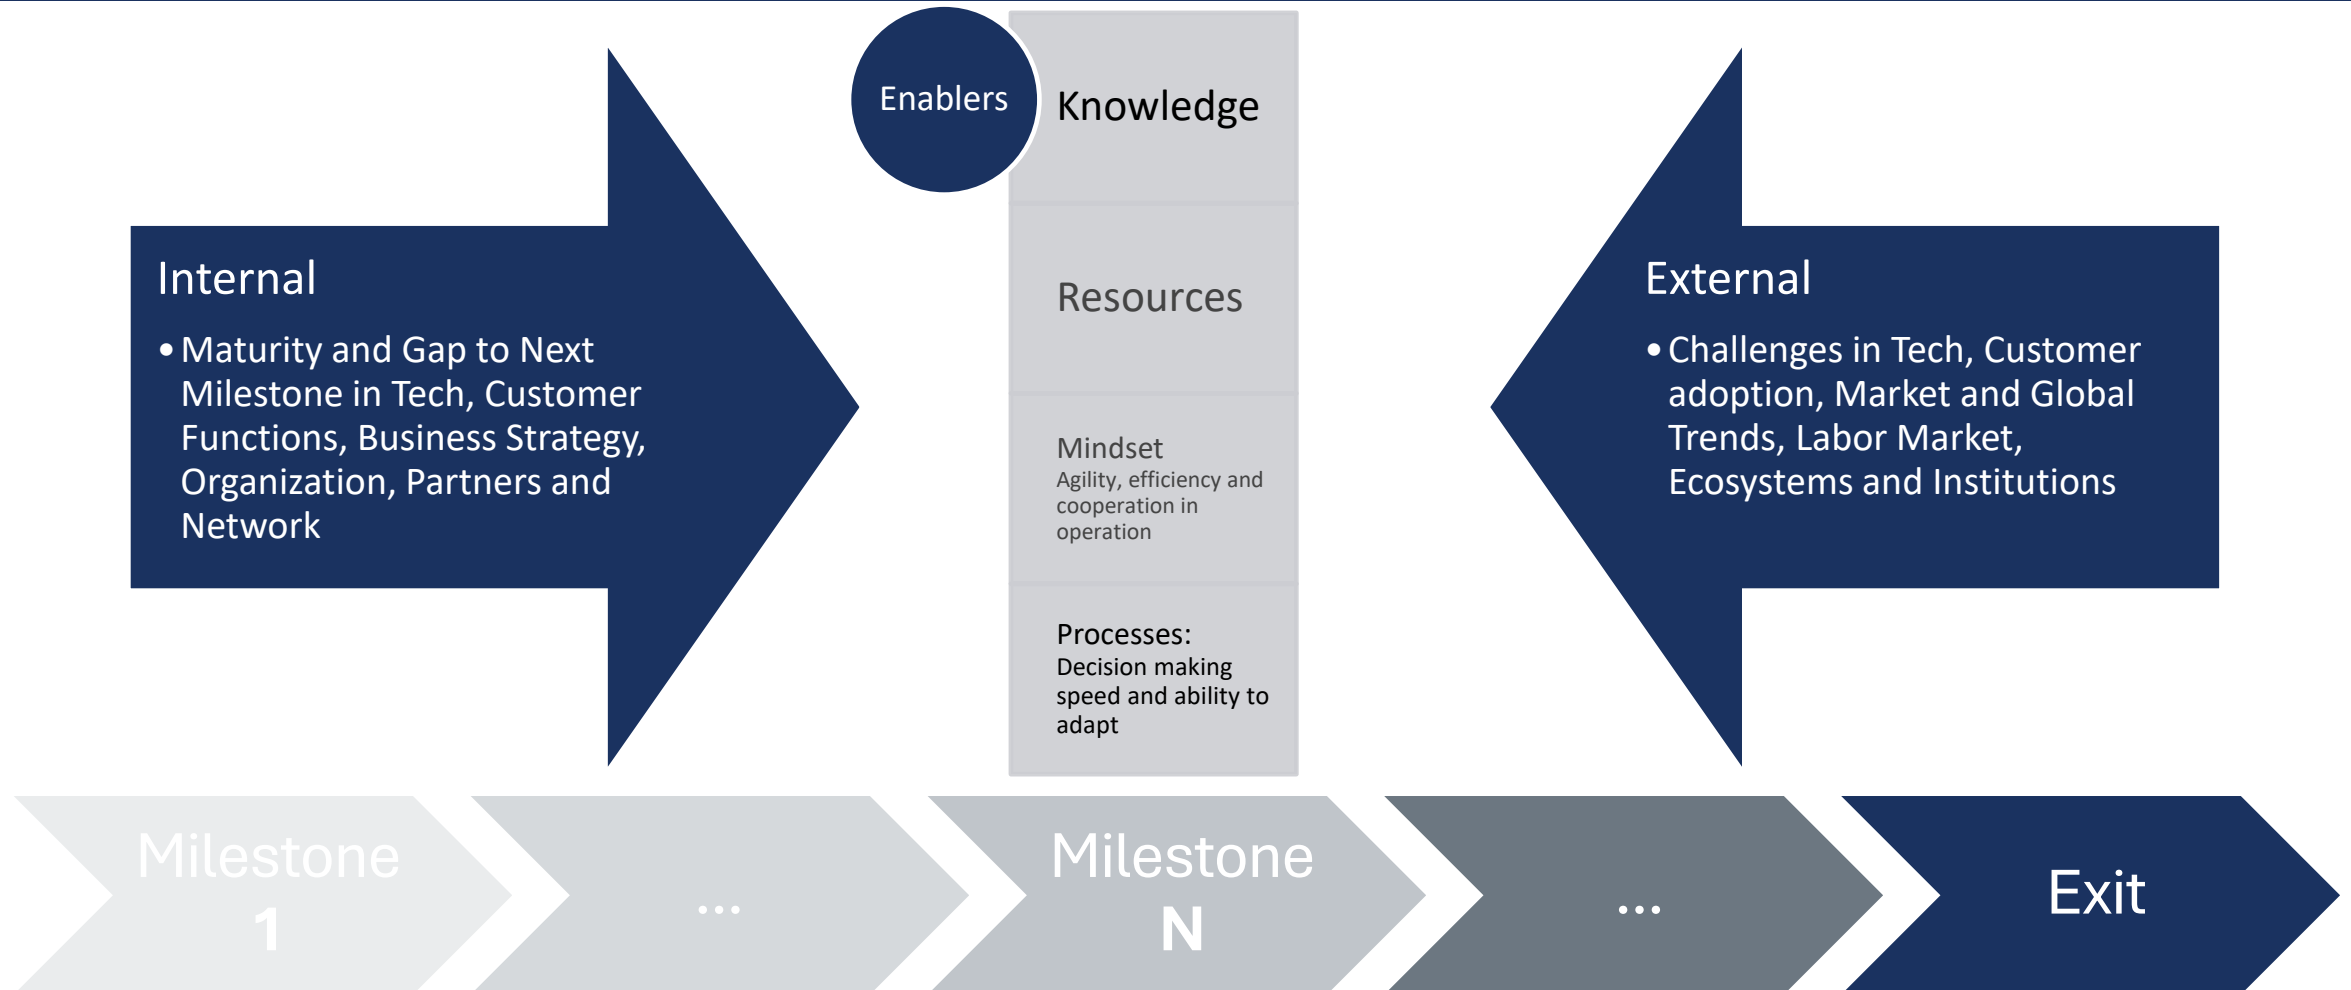 Enablers
Knowledge
Resources
Mindset
Agility, efficiency and
cooperation in
operation
Processes:
Decision making
speed and ability to
adapt
Internal
•Maturity and Gap to Next
Milestone in Tech, Customer
Functions, Business Strategy,
Organization, Partners and
Network
External
•Challenges in Tech, Customer
adoption, Market and Global
Trends, Labor Market,
Ecosystems and Institutions
Milestone
1
...
Milestone
N
...
Exit